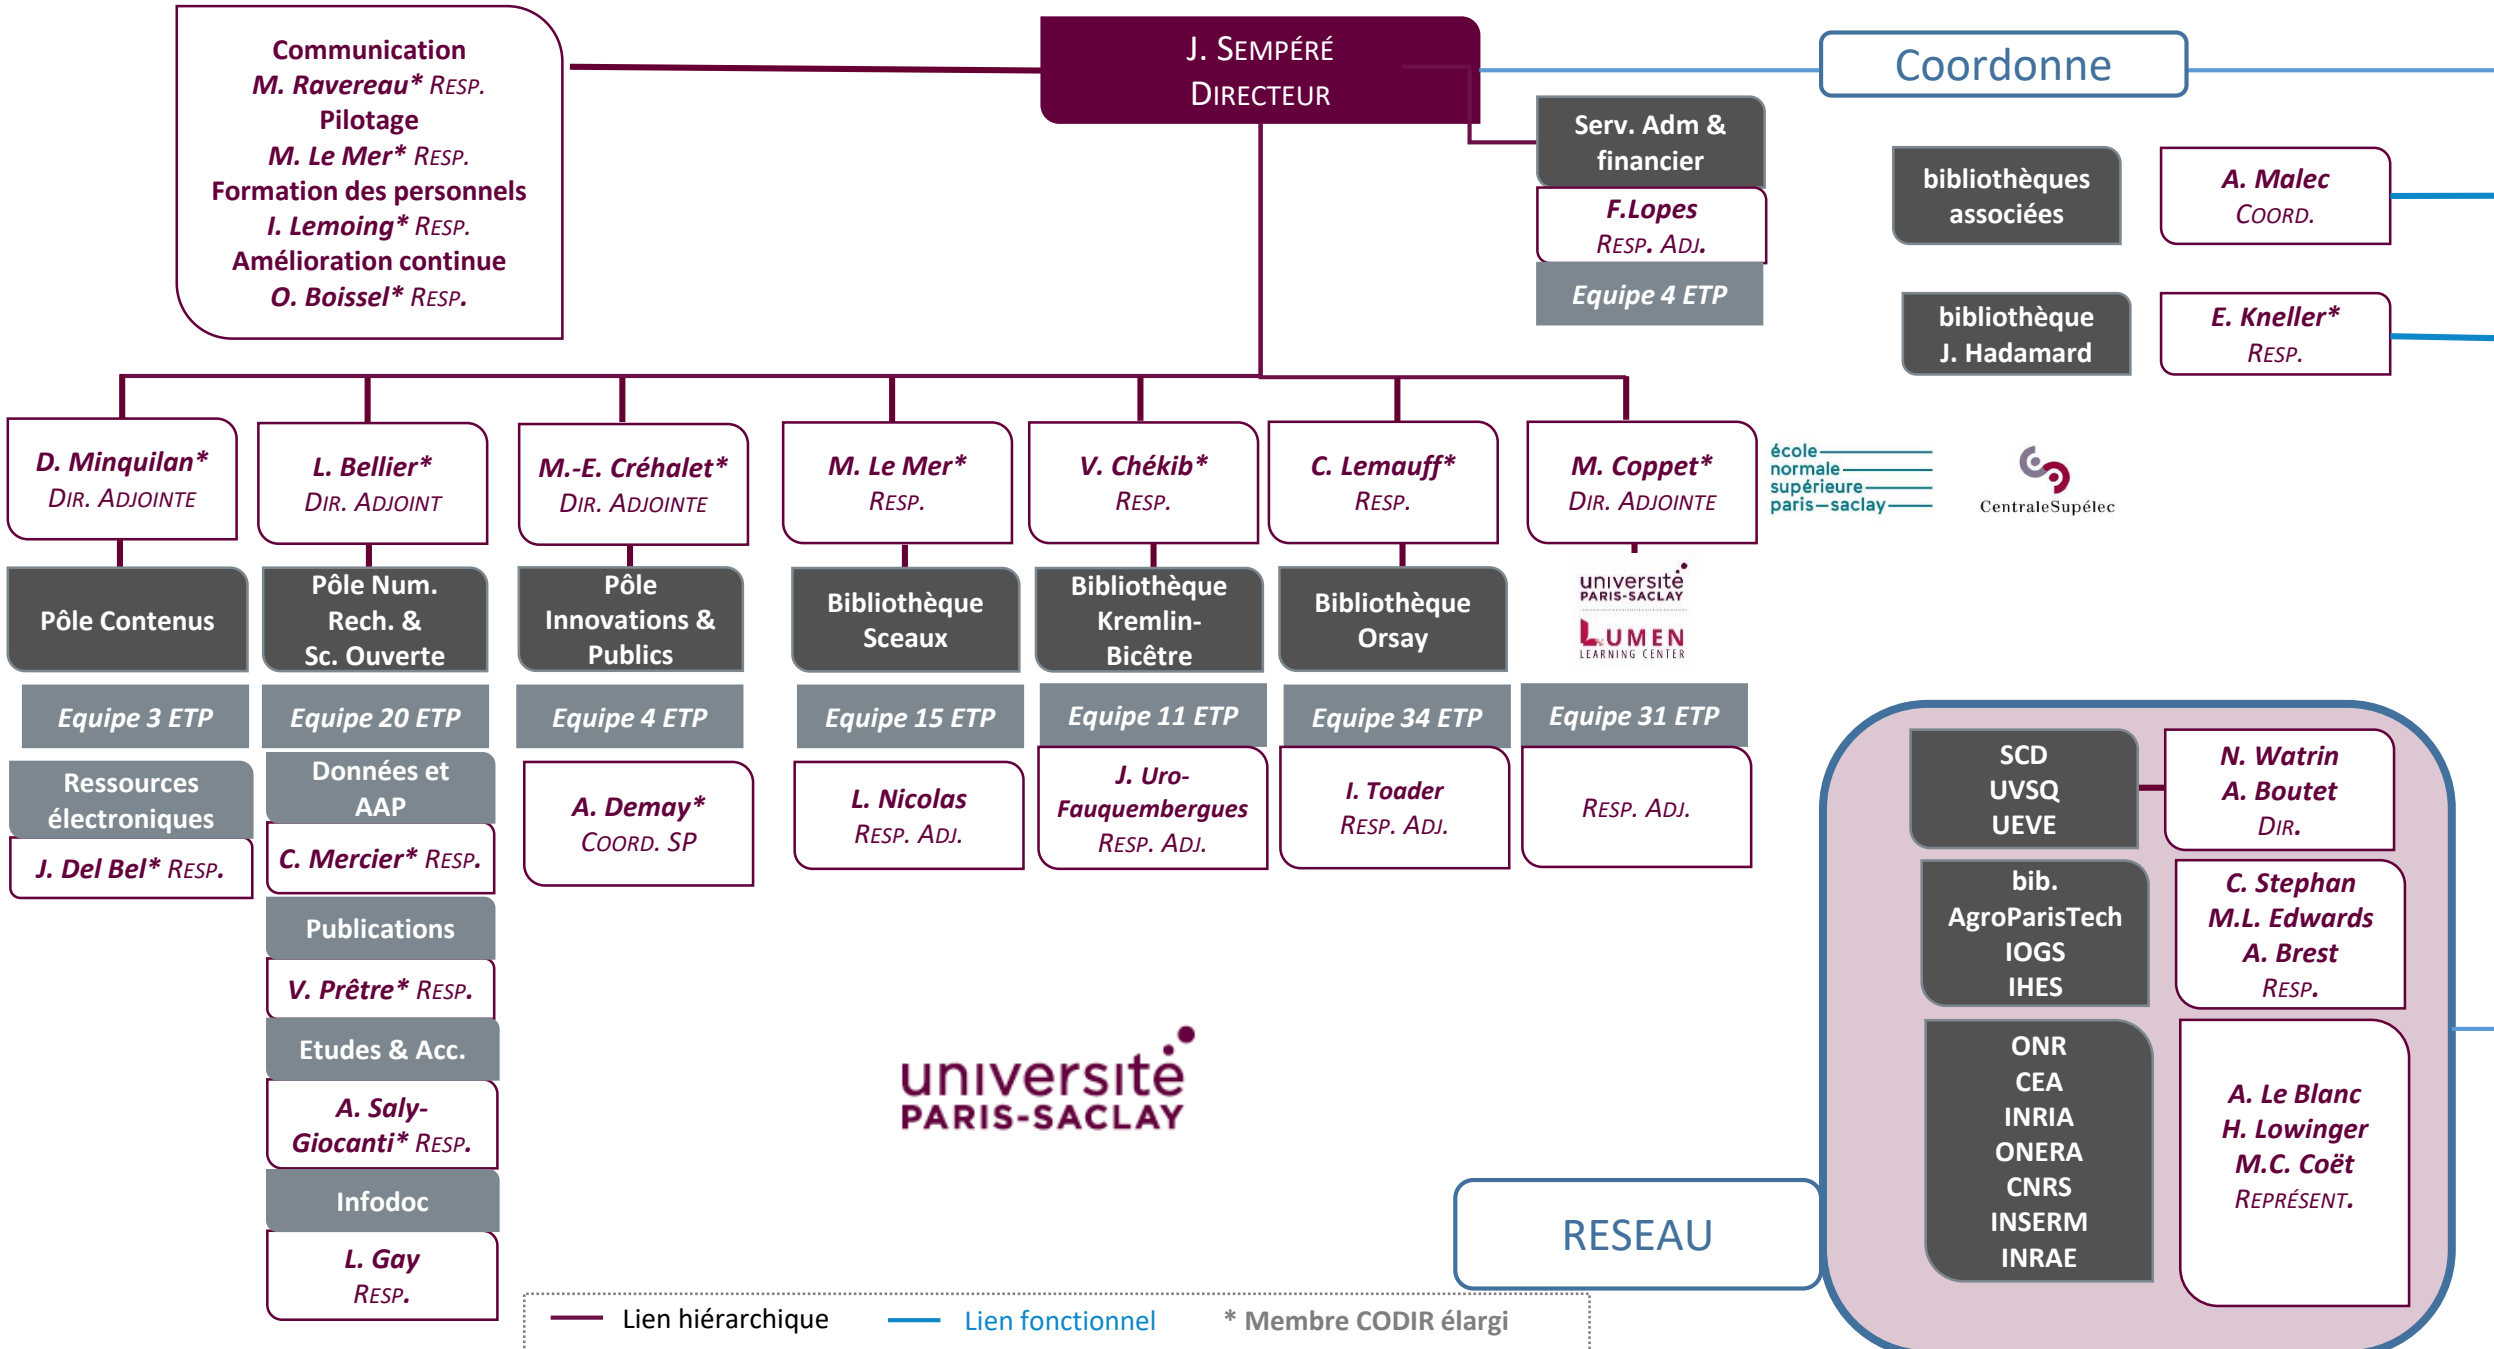 Communication
M. Ravereau* RESP.
Pilotage
M. Le Mer* RESP.
Formation des personnels
I. Lemoing* RESP.
Amélioration continue
O. Boissel* RESP.
J. SEMPÉRÉ
DIRECTEUR
Coordonne
Serv. Adm &
financier
F.Lopes
RESP. ADJ.
Equipe 4 ETP
bibliothèques
associées
A. Malec
COORD.
bibliothèque
J. Hadamard
E. Kneller*
RESP.
D. Minquilan*
DIR. ADJOINTE
L. Bellier*
DIR. ADJOINT
M.-E. Créhalet*
DIR. ADJOINTE
M. Le Mer*
RESP.
V. Chékib*
RESP.
C. Lemauff*
RESP.
M. Coppet*
DIR. ADJOINTE
école
normale
supérieure
paris–saclay
CentraleSupélec
Pôle Contenus
Pôle Num.
Rech. &
Sc. Ouverte
Pôle
Innovations &
Publics
Bibliothèque
Sceaux
Bibliothèque
Kremlin-
Bicêtre
Bibliothèque
Orsay
université
PARIS-SACLAY
LUMEN
LEARNING CENTER
Equipe 3 ETP
Equipe 20 ETP
Equipe 4 ETP
Equipe 15 ETP
Equipe 11 ETP
Equipe 34 ETP
Equipe 31 ETP
Ressources
électroniques
J. Del Bel* RESP.
Données et
AAP
C. Mercier* RESP.
Publications
V. Prêtre* RESP.
Etudes & Acc.
A. Saly-
Giocanti* RESP.
Infodoc
L. Gay
RESP.
A. Demay*
COORD. SP
L. Nicolas
RESP. ADJ.
J. Uro-
Fauquembergues
RESP. ADJ.
I. Toader
RESP. ADJ.
RESP. ADJ.
SCD
UVSQ
UEVE
N. Watrin
A. Boutet
DIR.
bib.
AgroParisTech
IOGS
IHES
C. Stephan
M.L. Edwards
A. Brest
RESP.
ONR
CEA
INRIA
ONERA
CNRS
INSERM
INRAE
A. Le Blanc
H. Lowinger
M.C. Coët
REPRÉSENT.
université
PARIS-SACLAY
RESEAU
Lien hiérarchique
Lien fonctionnel
* Membre CODIR élargi